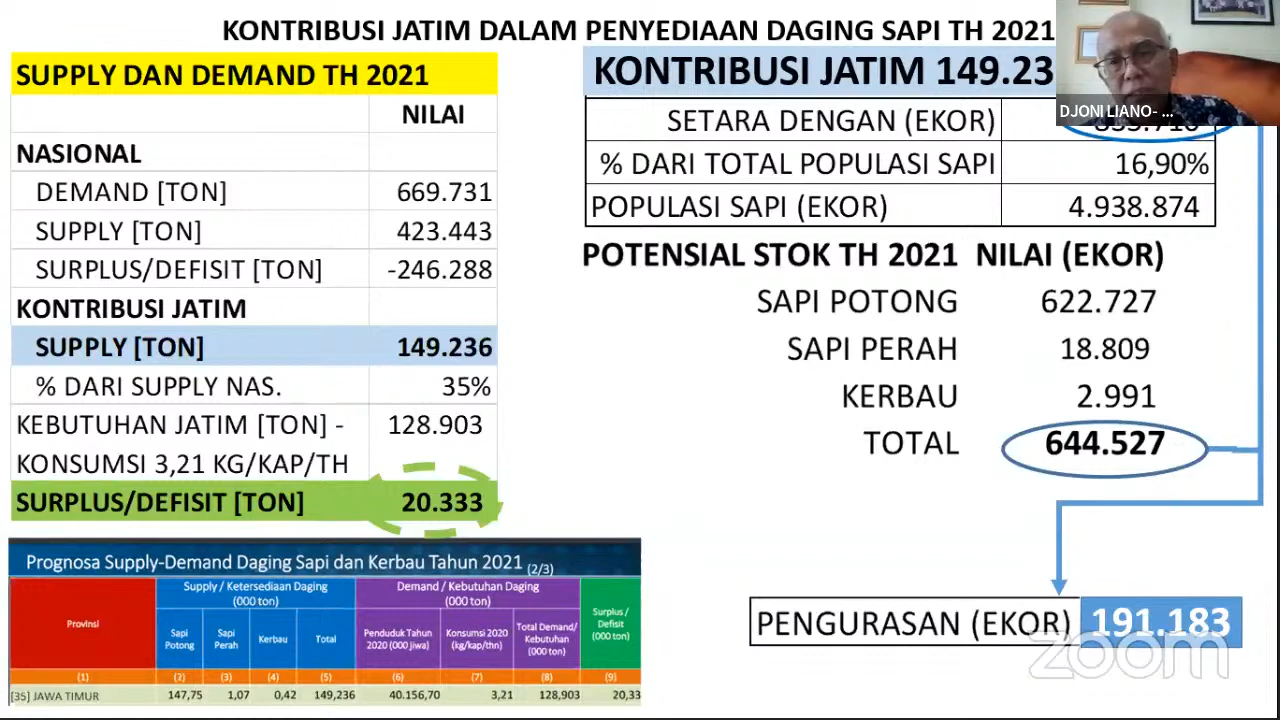 KONTRIBUSI JATIM DALAM PENYEDIAAN DAGING SAPI TH 2021
SUPPLY DAN DEMAND TH 2021
NILAI
NASIONAL
DEMAND [TON] 669.731
SUPPLY [TON] 423.443
SURPLUS/DEFISIT [TON] -246.288
KONTRIBUSI JATIM
SUPPLY [TON] 149.236
% DARI SUPPLY NAS. 35%
KEBUTUHAN JATIM [TON] - 128.903
KONSUMSI 3,21 KG/KAP/TH
SURPLUS/DEFISIT [TON] 20.333
KONTRIBUSI JATIM 149.23
DJONI LIANO- ...
SETARA DENGAN (EKOR)
% DARI TOTAL POPULASI SAPI 16,90%
POPULASI SAPI (EKOR) 4.938.874
POTENSIAL STOK TH 2021 NILAI (EKOR)
SAPI POTONG 622.727
SAPI PERAH 18.809
KERBAU 2.991
TOTAL 644.527
PENGURASAN (EKOR) 191.183
zoom
Prognosa Supply-Demand Daging Sapi dan Kerbau Tahun 2021 (2/3)
Provinsi
Supply / Ketersediaan Daging
(000 ton)
Sapi
Potong
Sapi
Perah
Kerbau
Total
Demand / Kebutuhan Daging
(000 ton)
Penduduk Tahun
2020 (000 jiwa)
Konsumsi 2020
(kg/kap/thn)
Total Demand/
Kebutuhan
(000 ton)
Surplus /
Defisit
(000 ton)
(1) (2) (3) (4) (5) (6) (7) (8) (9)
[35] JAWA TIMUR 147,75 1,07 0,42 149,236 40.156,70 3,21 128,903 20,33